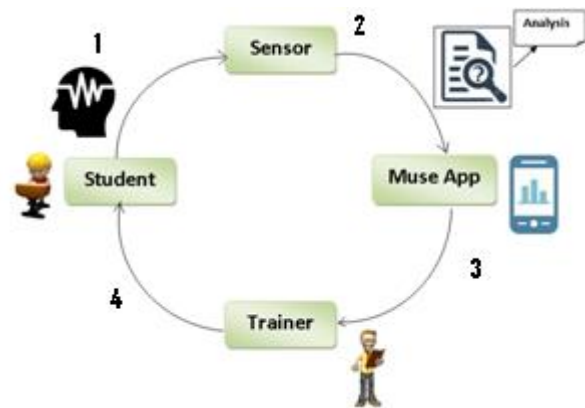 1
2
Sensor
Analysis
?
Student
Muse App
3
4
Trainer